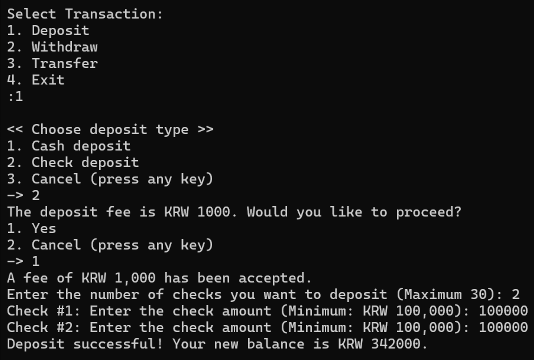 Select Transaction:
1. Deposit
2. Withdraw
3. Transfer
4. Exit
:1
<< Choose deposit type >>
1. Cash deposit
2. Check deposit
3. Cancel (press any key)
-> 2
The deposit fee is KRW 1000. Would you like to proceed?
1. Yes
2. Cancel (press any key)
-> 1
A fee of KRW 1,000 has been accepted.
Enter the number of checks you want to deposit (Maximum 30): 2
Check #1: Enter the check amount (Minimum: KRW 100,000): 100000
Check #2: Enter the check amount (Minimum: KRW 100,000): 100000
Deposit successful! Your new balance is KRW 342000.